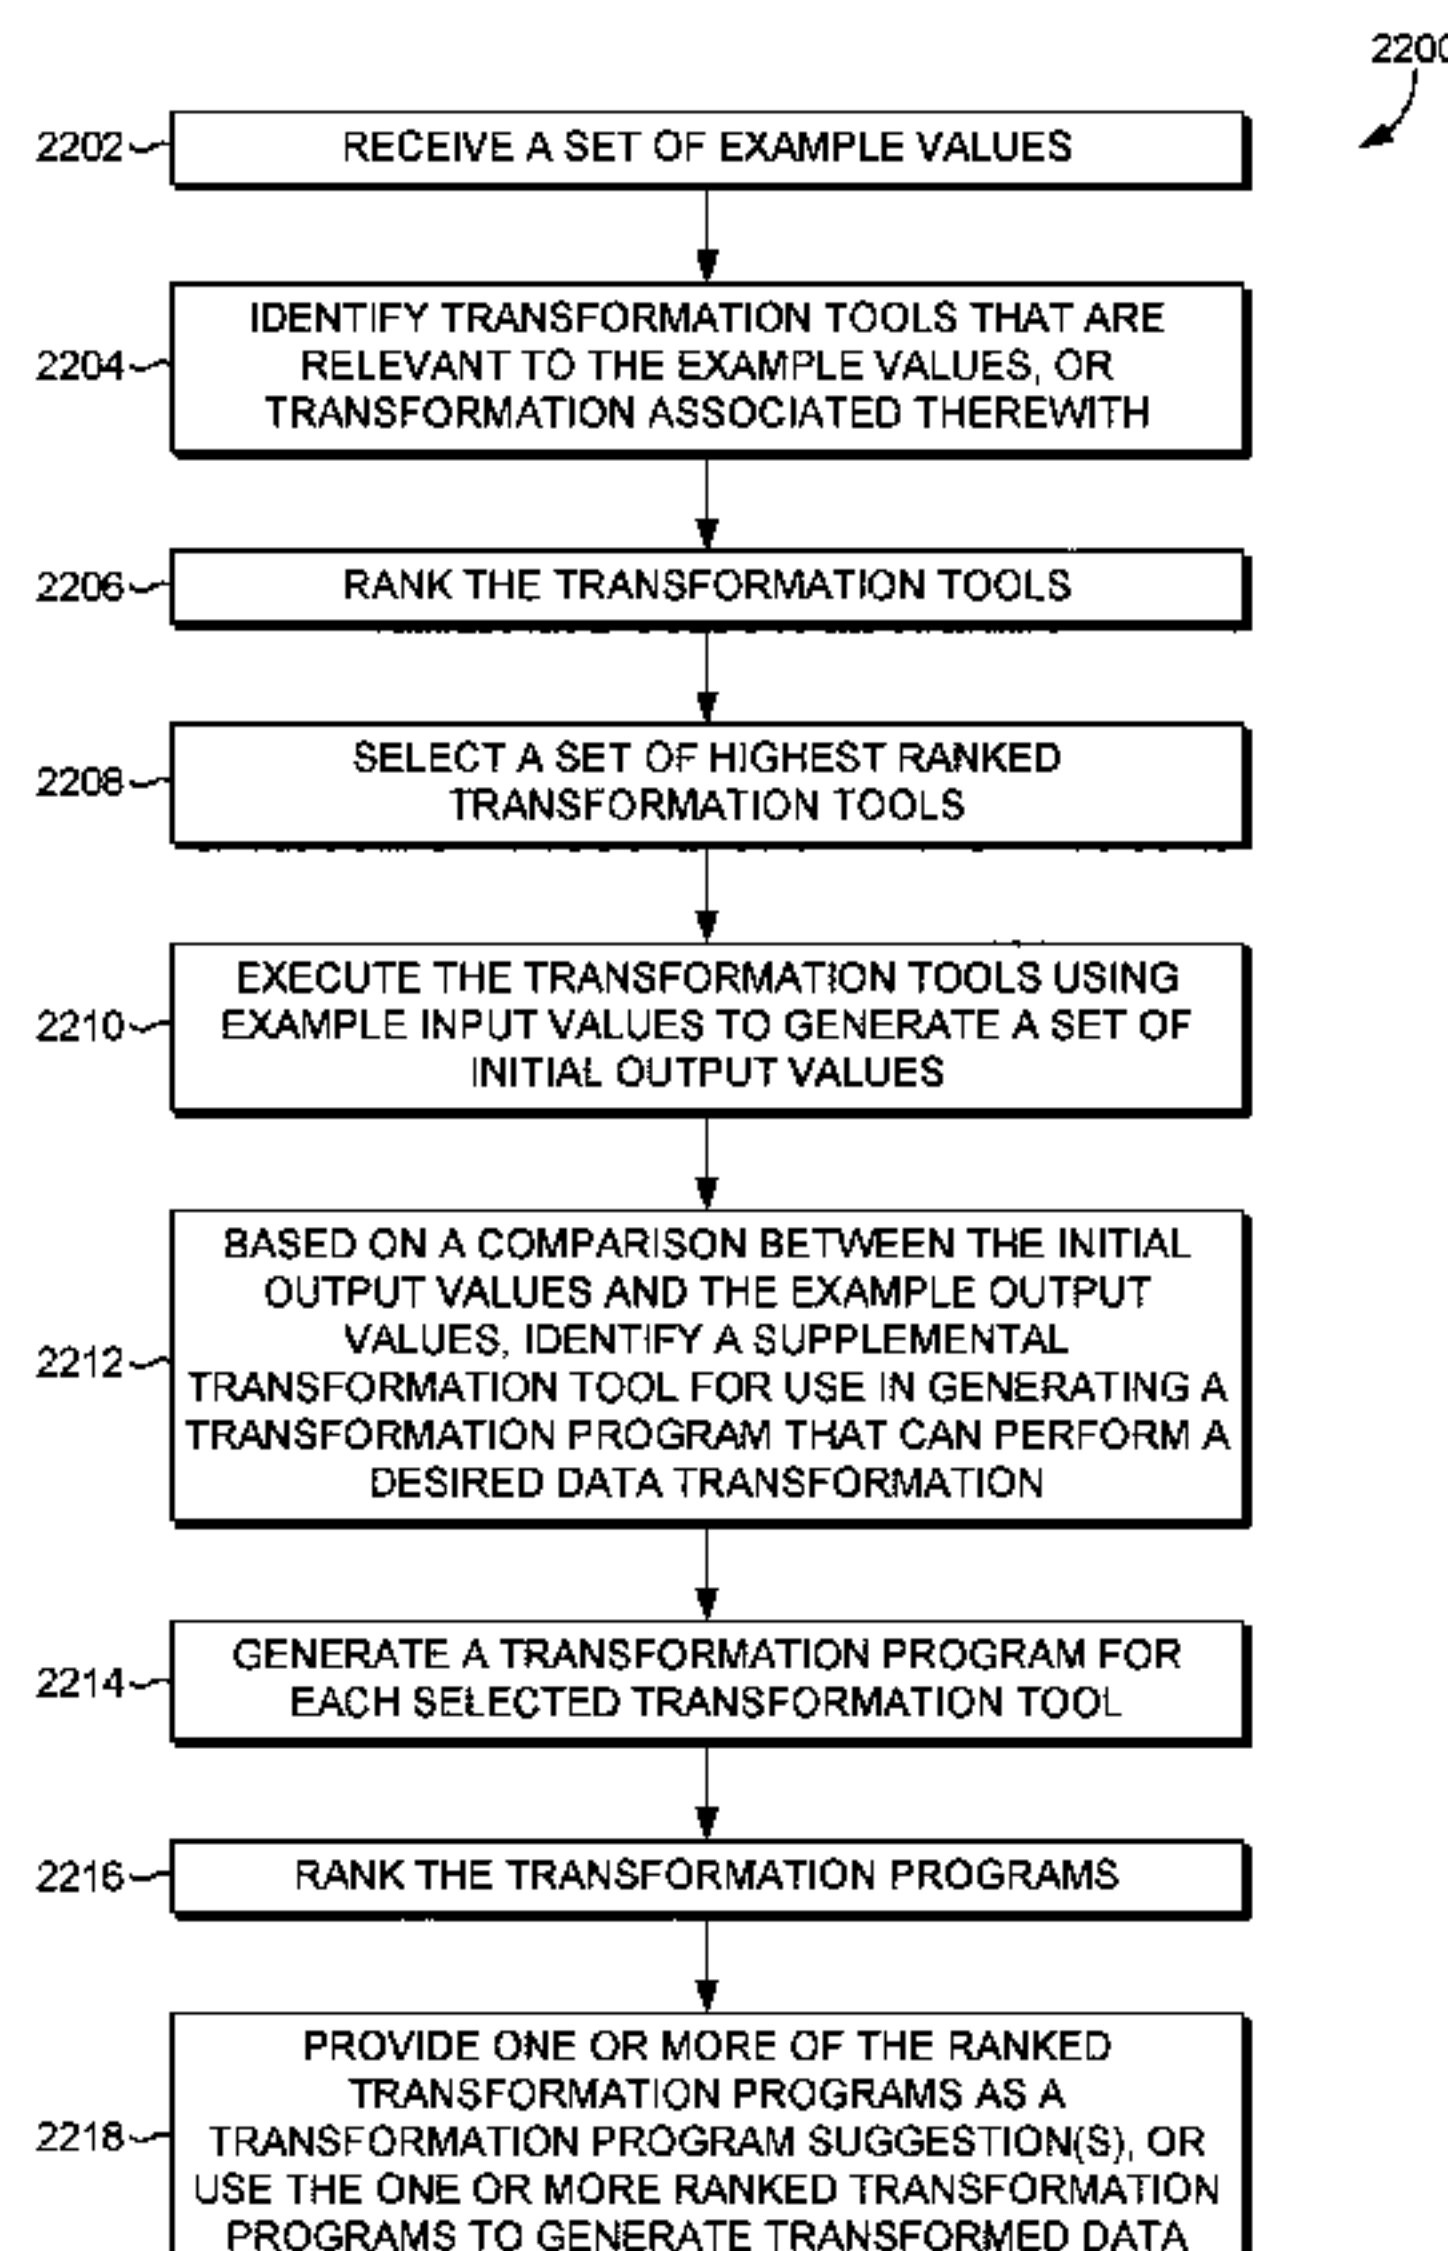 2200
2202
RECEIVE A SET OF EXAMPLE VALUES
2204
IDENTIFY TRANSFORMATION TOOLS THAT ARE
RELEVANT TO THE EXAMPLE VALUES, OR
TRANSFORMATION ASSOCIATED THEREWITH
2206
RANK THE TRANSFORMATION TOOLS
2208
SELECT A SET OF HIGHEST RANKED
TRANSFORMATION TOOLS
2210
EXECUTE THE TRANSFORMATION TOOLS USING
EXAMPLE INPUT VALUES TO GENERATE A SET OF
INITIAL OUTPUT VALUES
2212
BASED ON A COMPARISON BETWEEN THE INITIAL
OUTPUT VALUES AND THE EXAMPLE OUTPUT
VALUES, IDENTIFY A SUPPLEMENTAL
TRANSFORMATION TOOL FOR USE IN GENERATING A
TRANSFORMATION PROGRAM THAT CAN PERFORM A
DESIRED DATA TRANSFORMATION
2214
GENERATE A TRANSFORMATION PROGRAM FOR
EACH SELECTED TRANSFORMATION TOOL
2216
RANK THE TRANSFORMATION PROGRAMS
2218
PROVIDE ONE OR MORE OF THE RANKED
TRANSFORMATION PROGRAMS AS A
TRANSFORMATION PROGRAM SUGGESTION(S), OR
USE THE ONE OR MORE RANKED TRANSFORMATION
PROGRAMS TO GENERATE TRANSFORMED DATA